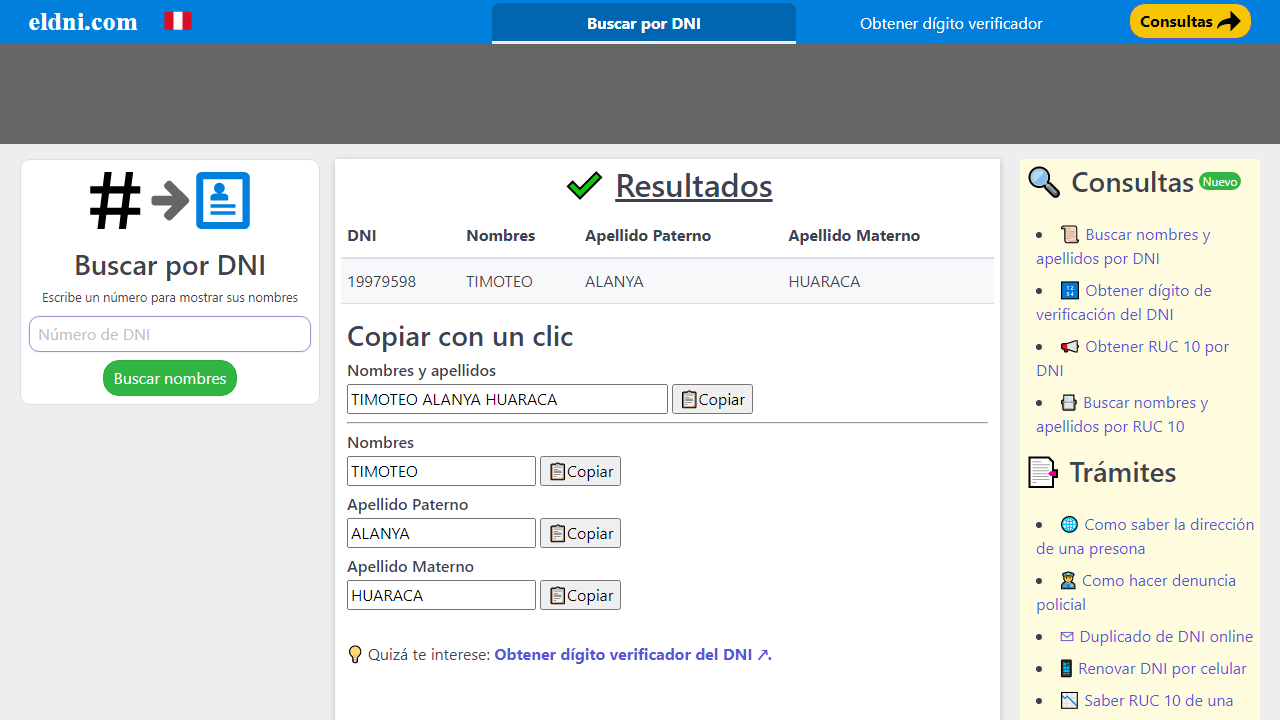 eldni.com
Buscar por DNI
Obtener dígito verificador
Consultas
Buscar por DNI
Escribe un número para mostrar sus nombres
Número de DNI
Buscar nombres
Resultados
DNI Nombres Apellido Paterno Apellido Materno
19979598 TIMOTEO ALANYA HUARACA
Copiar con un clic
Nombres y apellidos
TIMOTEO ALANYA HUARACA Copiar
Nombres
TIMOTEO Copiar
Apellido Paterno
ALANYA Copiar
Apellido Materno
HUARACA Copiar
Quizá te interese: Obtener dígito verificador del DNI ↗.
Consultas Nuevo
Buscar nombres y
apellidos por DNI
Obtener dígito de
verificación del DNI
Obtener RUC 10 por
DNI
Buscar nombres y
apellidos por RUC 10
Trámites
Como saber la dirección
de una presona
Como hacer denuncia
policial
Duplicado de DNI online
Renovar DNI por celular
Saber RUC 10 de una